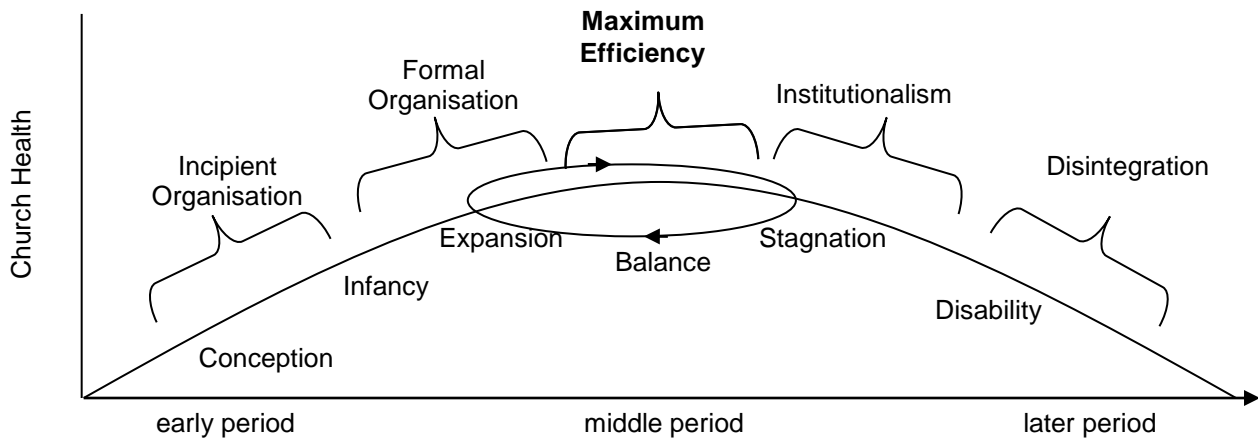 Maximum
Efficiency
Formal
Organisation
Institutionalism
Incipient
Organisation
Disintegration
Church Health
Expansion
Stagnation
Balance
Infancy
Disability
Conception
early period
middle period
later period